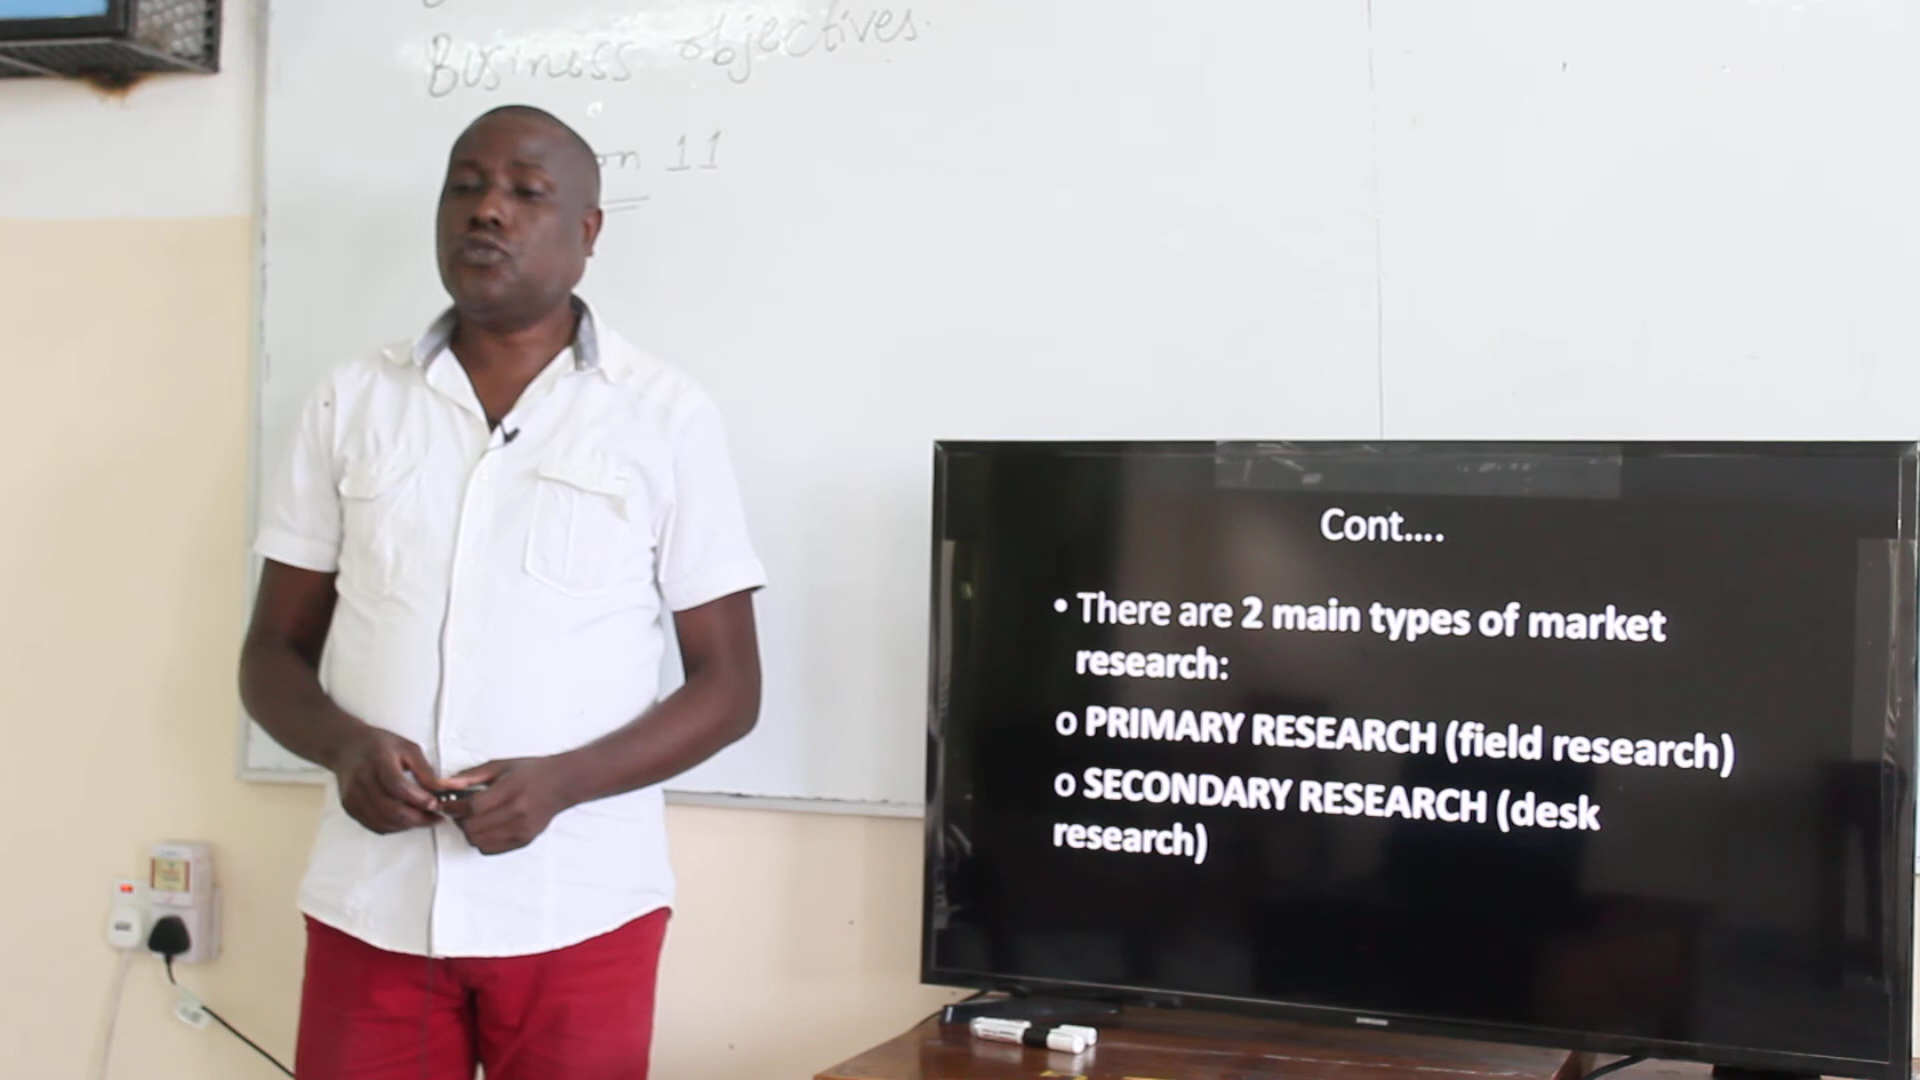 Business objectives.
on 11
Cont....
• There are 2 main types of market
research:
o PRIMARY RESEARCH (field research)
o SECONDARY RESEARCH (desk
research)
SAMSUNG